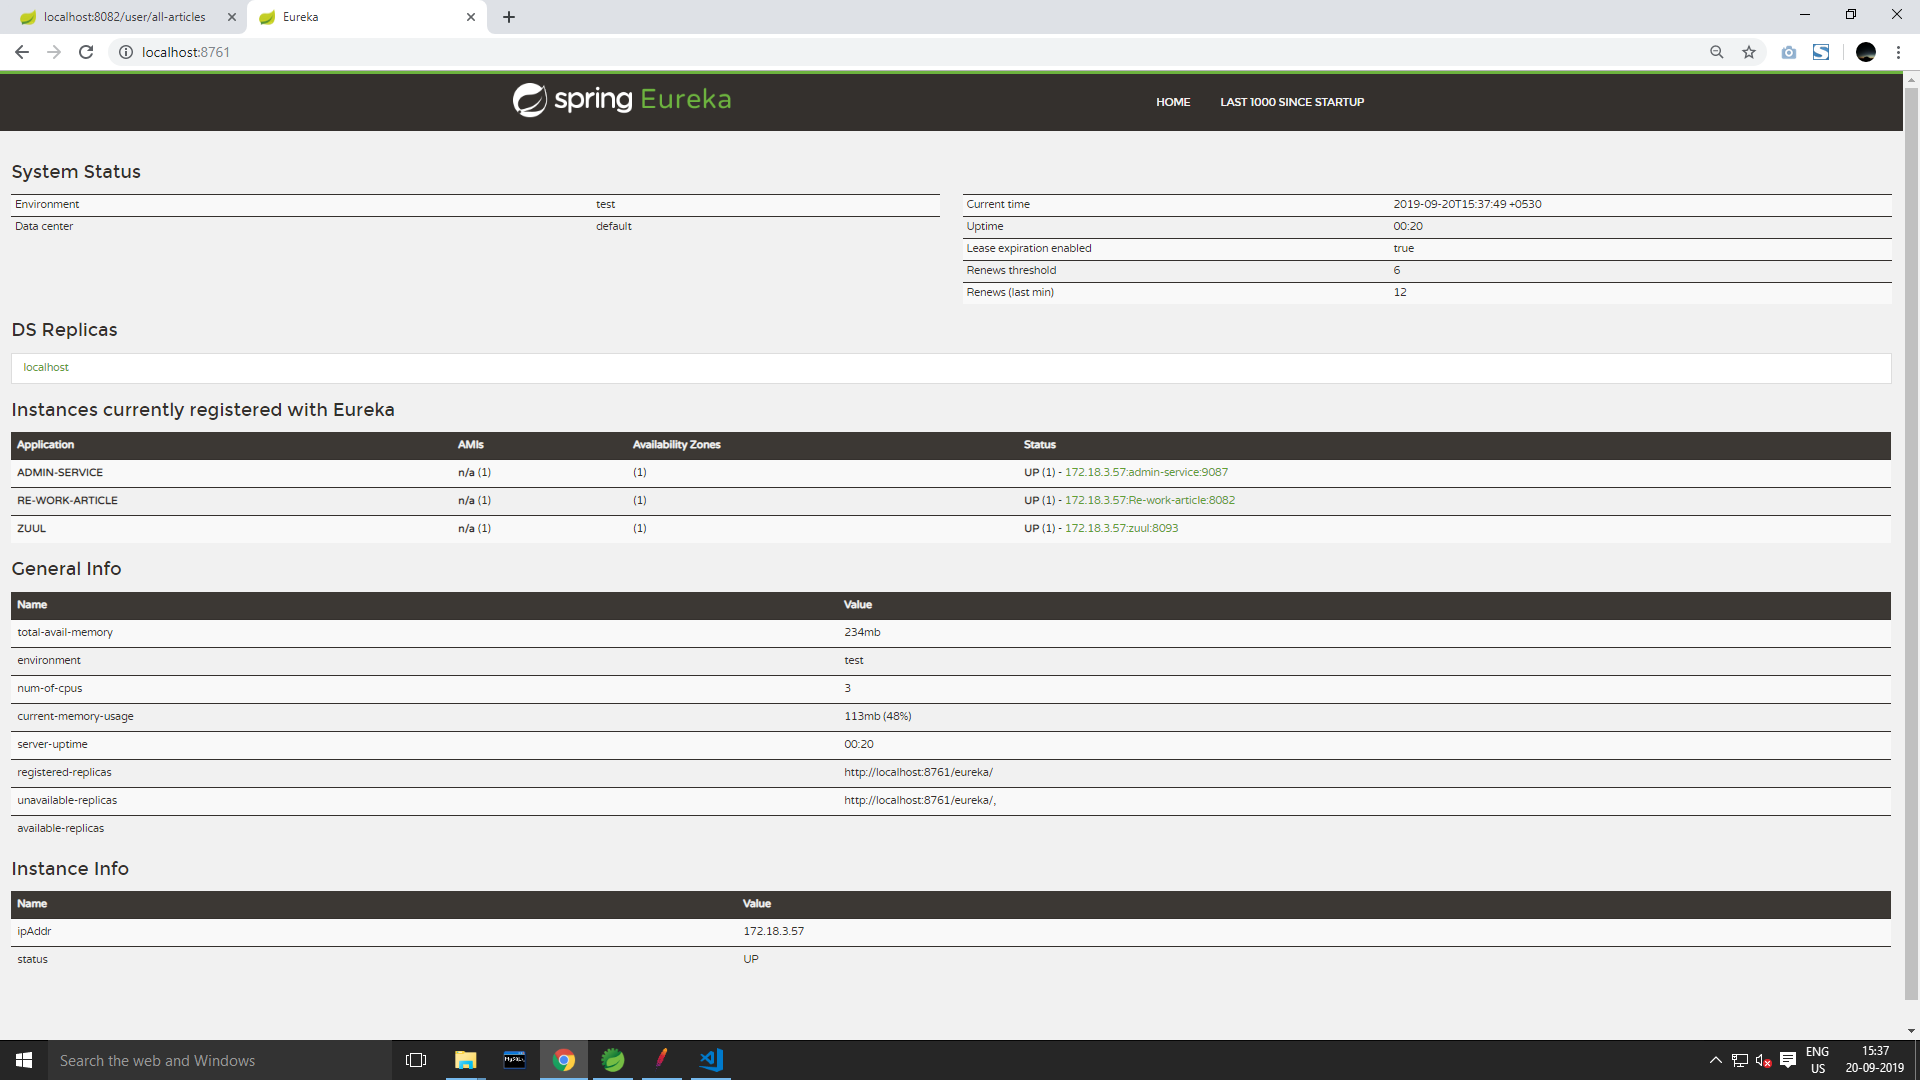 localhost:8082/user/all-articles
Eureka
localhost:8761
spring Eureka
HOME LAST 1000 SINCE STARTUP
System Status
Environment test
Data center default
Current time 2019-09-20T15:37:49 +0530
Uptime 00:20
Lease expiration enabled true
Renews threshold 6
Renews (last min) 12
DS Replicas
localhost
Instances currently registered with Eureka
Application AMIs Availability Zones Status
ADMIN-SERVICE n/a (1) (1) UP (1) - 172.18.3.57:admin-service:9087
RE-WORK-ARTICLE n/a (1) (1) UP (1) - 172.18.3.57:Re-work-article:8082
ZUUL n/a (1) (1) UP (1) - 172.18.3.57:zuul:8093
General Info
Name Value
total-avail-memory 234mb
environment test
num-of-cpus 3
current-memory-usage 113mb (48%)
server-uptime 00:20
registered-replicas http://localhost:8761/eureka/
unavailable-replicas http://localhost:8761/eureka/,
available-replicas
Instance Info
Name Value
ipAddr 172.18.3.57
status UP
Search the web and Windows
ENG
US
15:37
20-09-2019